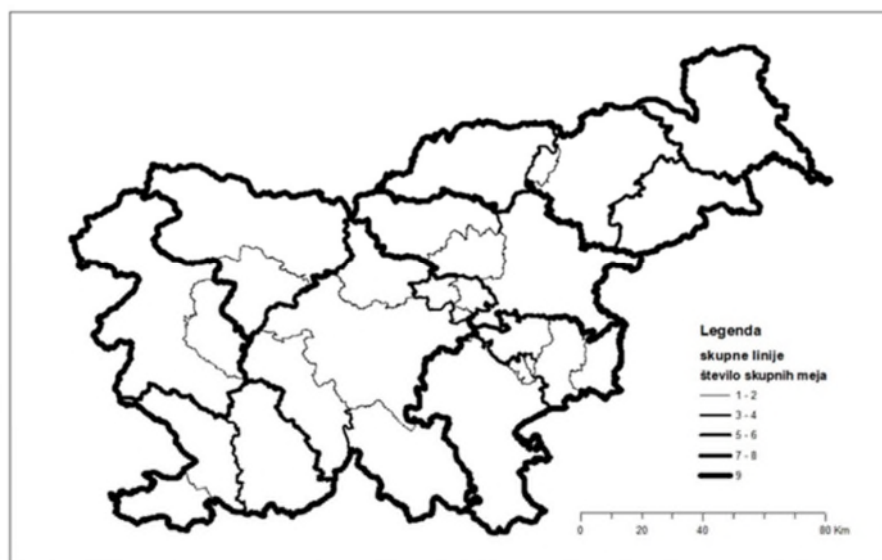 Legenda
skupne linije
število skupnih meja
1 - 2
3 - 4
5 - 6
7 - 8
9
0 20 40 80 Km